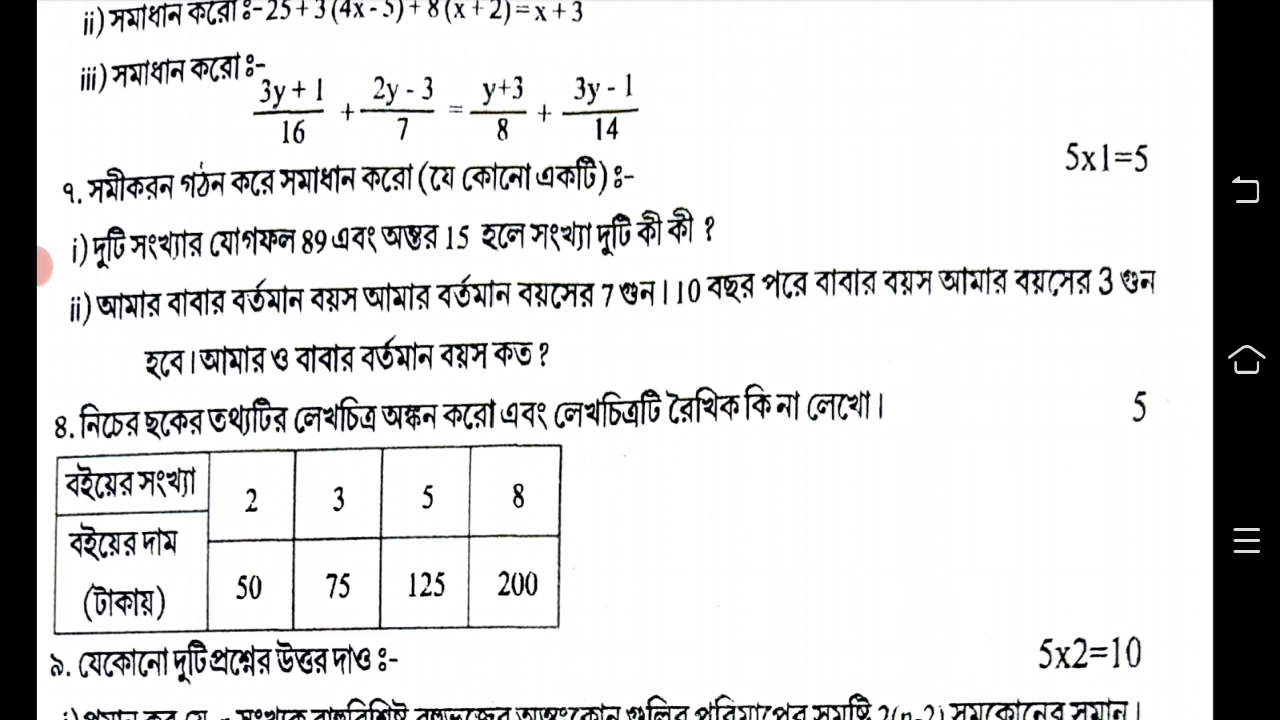 ii) সমাধান করো ঃ- 25 + 3 (4x - 5) + 8 (x + 2) = x + 3
iii) সমাধান করো ঃ-
3y + 1 / 16 + 2y - 3 / 7 = y+3 / 8 + 3y - 1 / 14
৭. সমীকরন গঠন করে সমাধান করো (যে কোনো একটি) ঃ- 5x1=5
i) দুটি সংখ্যার যোগফল 89 এবং অন্তর 15 হলে সংখ্যা দুটি কী কী ?
ii) আমার বাবার বর্তমান বয়স আমার বর্তমান বয়সের 7 গুন। 10 বছর পরে বাবার বয়স আমার বয়সের 3 গুন
হবে। আমার ও বাবার বর্তমান বয়স কত ?
৪. নিচের ছকের তথ্যটির লেখচিত্র অঙ্কন করো এবং লেখচিত্রটি রৈখিক কি না লেখো। 5
বইয়ের সংখ্যা 2 3 5 8
বইয়ের দাম (টাকায়) 50 75 125 200
৯. যেকোনো দুটি প্রশ্নের উত্তর দাও ঃ- 5x2=10